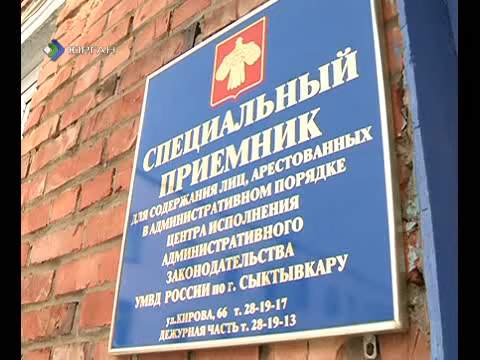 ЮРГАН
СПЕЦИАЛЬНЫЙ
ПРИЕМНИК
ДЛЯ СОДЕРЖАНИЯ ЛИЦ, АРЕСТОВАННЫХ
В АДМИНИСТРАТИВНОМ ПОРЯДКЕ
ЦЕНТРА ИСПОЛНЕНИЯ
АДМИНИСТРАТИВНОГО
ЗАКОНОДАТЕЛЬСТВА
УМВД РОССИИ по г. СЫКТЫВКАРУ
ул.КИРОВА, 66 т. 28-19-17
ДЕЖУРНАЯ ЧАСТЬ т. 28-19-13